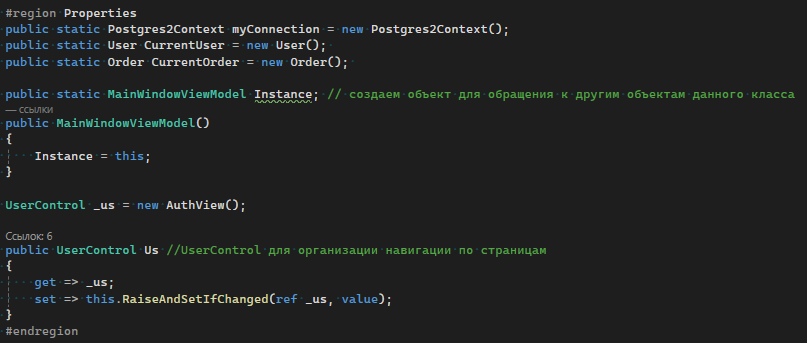 #region Properties
public static Postgres2Context myConnection = new Postgres2Context();
public static User CurrentUser = new User();
public static Order CurrentOrder = new Order();
public static MainWindowViewModel Instance; // создаем объект для обращения к другим объектам данного класса
— ссылки
public MainWindowViewModel()
{
Instance = this;
}
UserControl _us = new AuthView();
Ссылок: 6
public UserControl Us //UserControl для организации навигации по страницам
{
get => _us;
set => this.RaiseAndSetIfChanged(ref _us, value);
}
#endregion